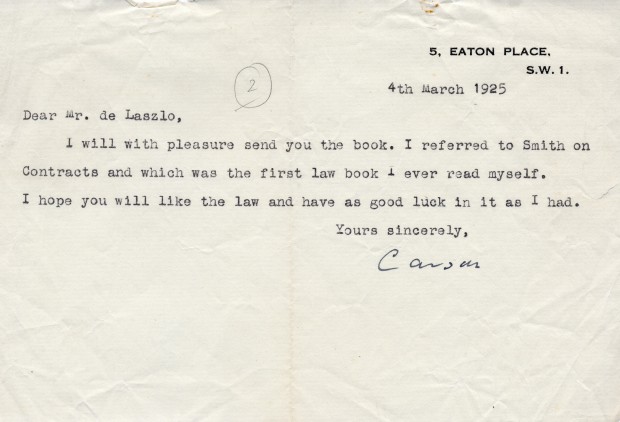 5, EATON PLACE,
S.W. 1.
2
4th March 1925
Dear Mr. de Laszlo,
I will with pleasure send you the book. I referred to Smith on
Contracts and which was the first law book I ever read myself.
I hope you will like the law and have as good luck in it as I had.
Yours sincerely,
Carson